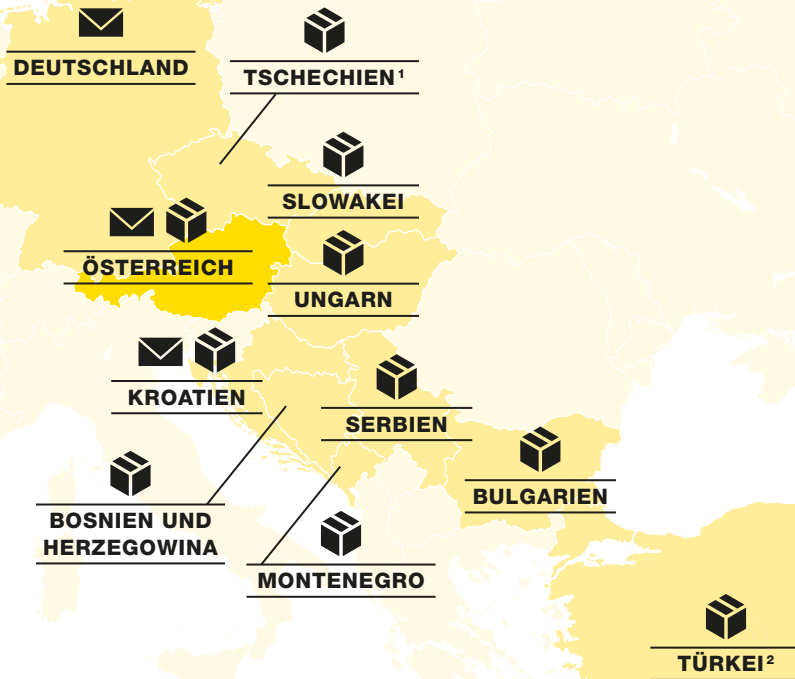 DEUTSCHLAND
TSCHECHIEN¹
SLOWAKEI
ÖSTERREICH
UNGARN
KROATIEN
SERBIEN
BULGARIEN
BOSNIEN UND
HERZEGOWINA
MONTENEGRO
TÜRKEI²